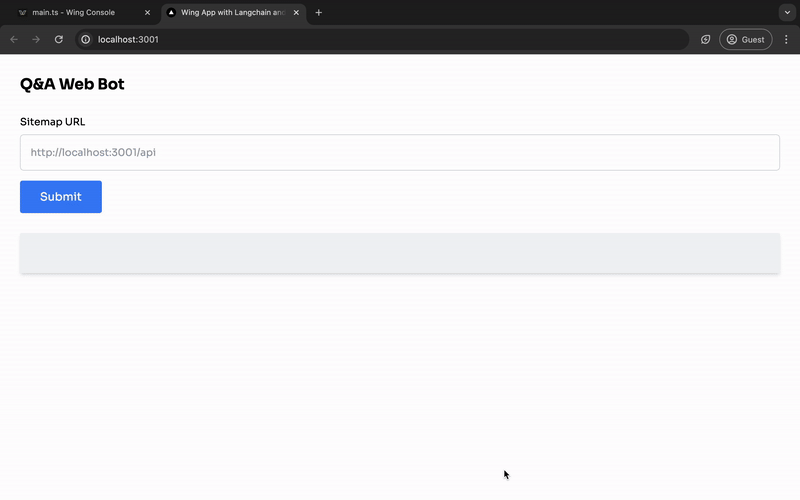 main.ts - Wing Console
Wing App with Langchain and
localhost:3001
Guest
Q&A Web Bot
Sitemap URL
http://localhost:3001/api
Submit